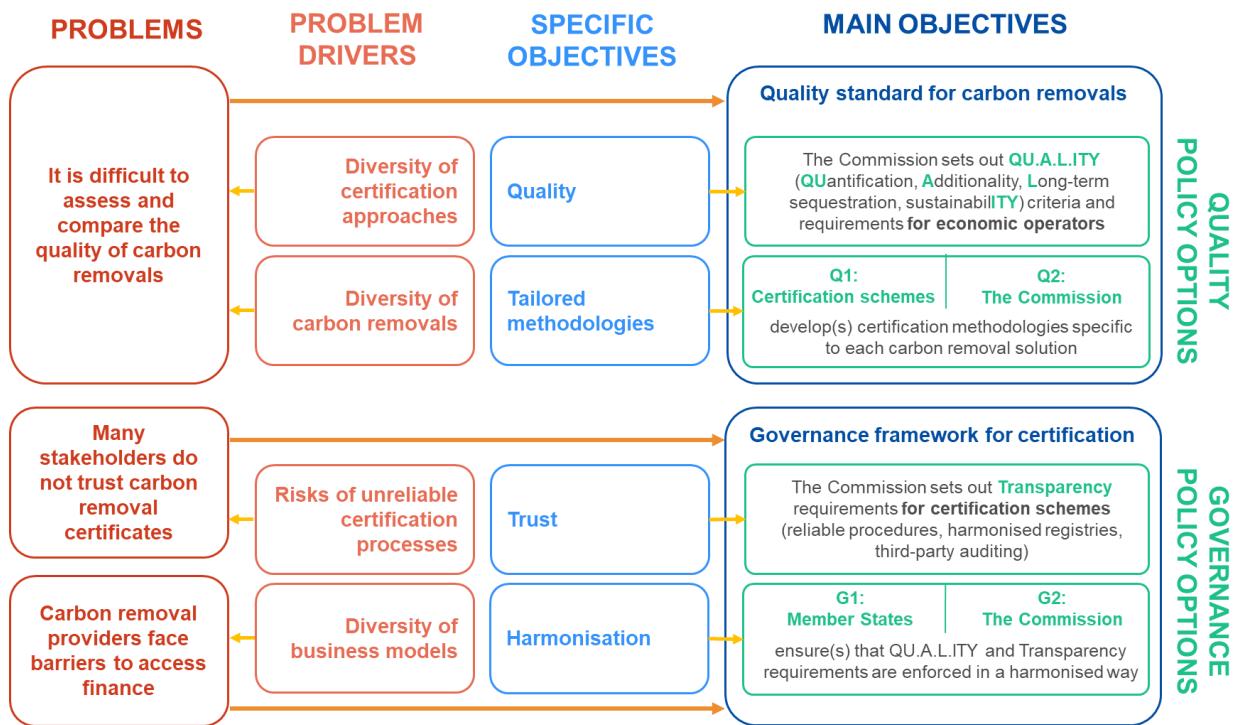 PROBLEMS
PROBLEM
DRIVERS
SPECIFIC
OBJECTIVES
MAIN OBJECTIVES
It is difficult to
assess and
compare the
quality of carbon
removals
Diversity of
certification
approaches
Quality
Quality standard for carbon removals
The Commission sets out QU.A.L.ITY
(QUantification, Additionality, Long-term
sequestration, sustainabilITY) criteria and
requirements for economic operators
Diversity of
carbon removals
Tailored
methodologies
Q1:
Certification schemes
Q2:
The Commission
develop(s) certification methodologies specific
to each carbon removal solution
QUALITY
POLICY OPTIONS
Many
stakeholders do
not trust carbon
removal
certificates
Risks of unreliable
certification
processes
Trust
Governance framework for certification
The Commission sets out Transparency
requirements for certification schemes
(reliable procedures, harmonised registries,
third-party auditing)
Carbon removal
providers face
barriers to access
finance
Diversity of
business models
Harmonisation
G1:
Member States
G2:
The Commission
ensure(s) that QU.A.L.ITY and Transparency
requirements are enforced in a harmonised way
GOVERNANCE
POLICY OPTIONS